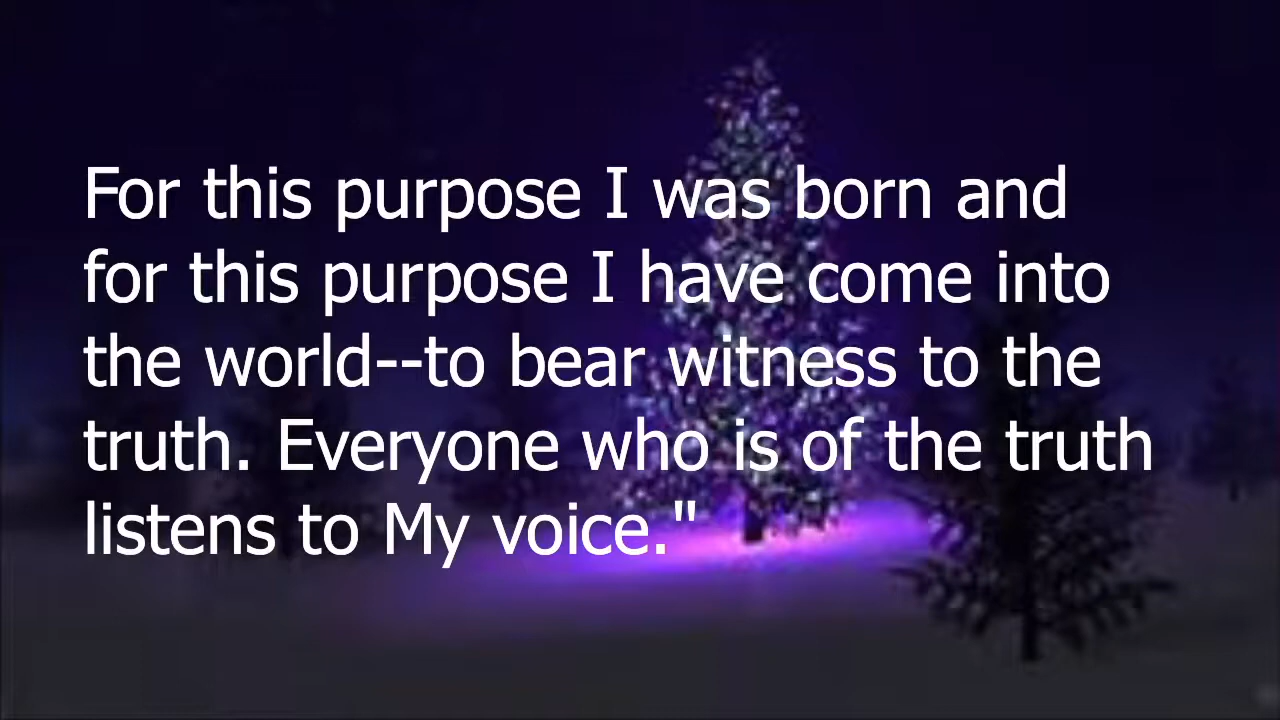 For this purpose I was born and
for this purpose I have come into
the world--to bear witness to the
truth. Everyone who is of the truth
listens to My voice."